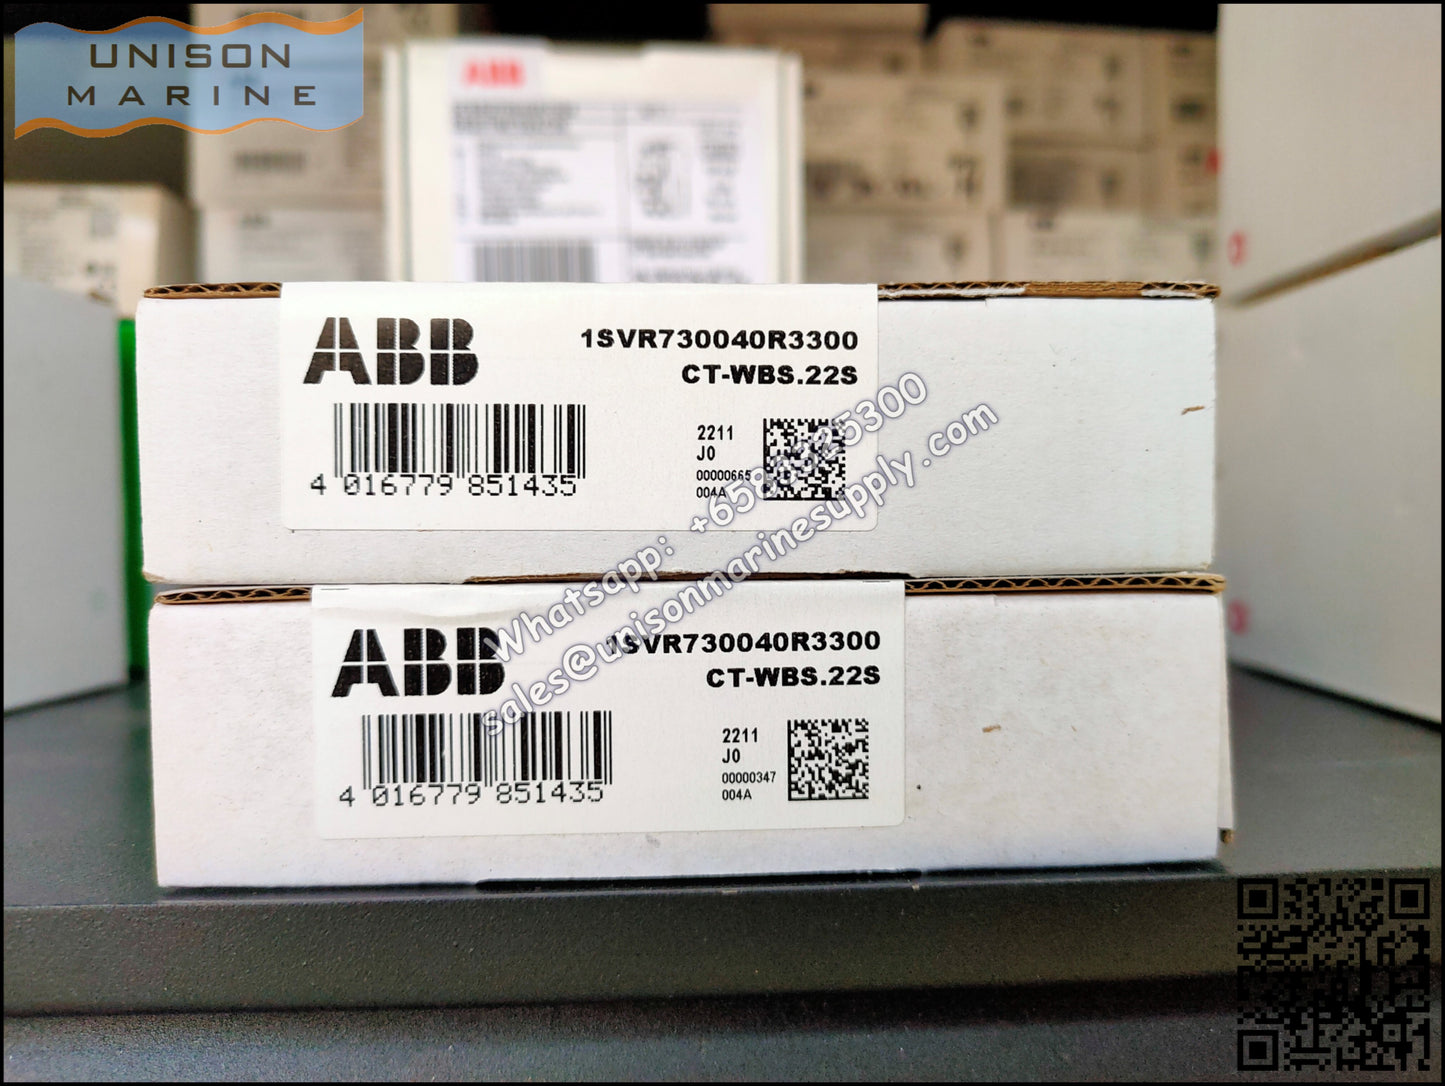 UNISON
MARINE
ABB
ABB
1SVR730040R3300
CT-WBS.22S
2211
J0
00000665
004A
4 016779 851435
Whatsapp:
sales@unisonmarinesupply.com
ABB
1SVR730040R3300
CT-WBS.22S
2211
J0
00000347
004A
4 016779 851435